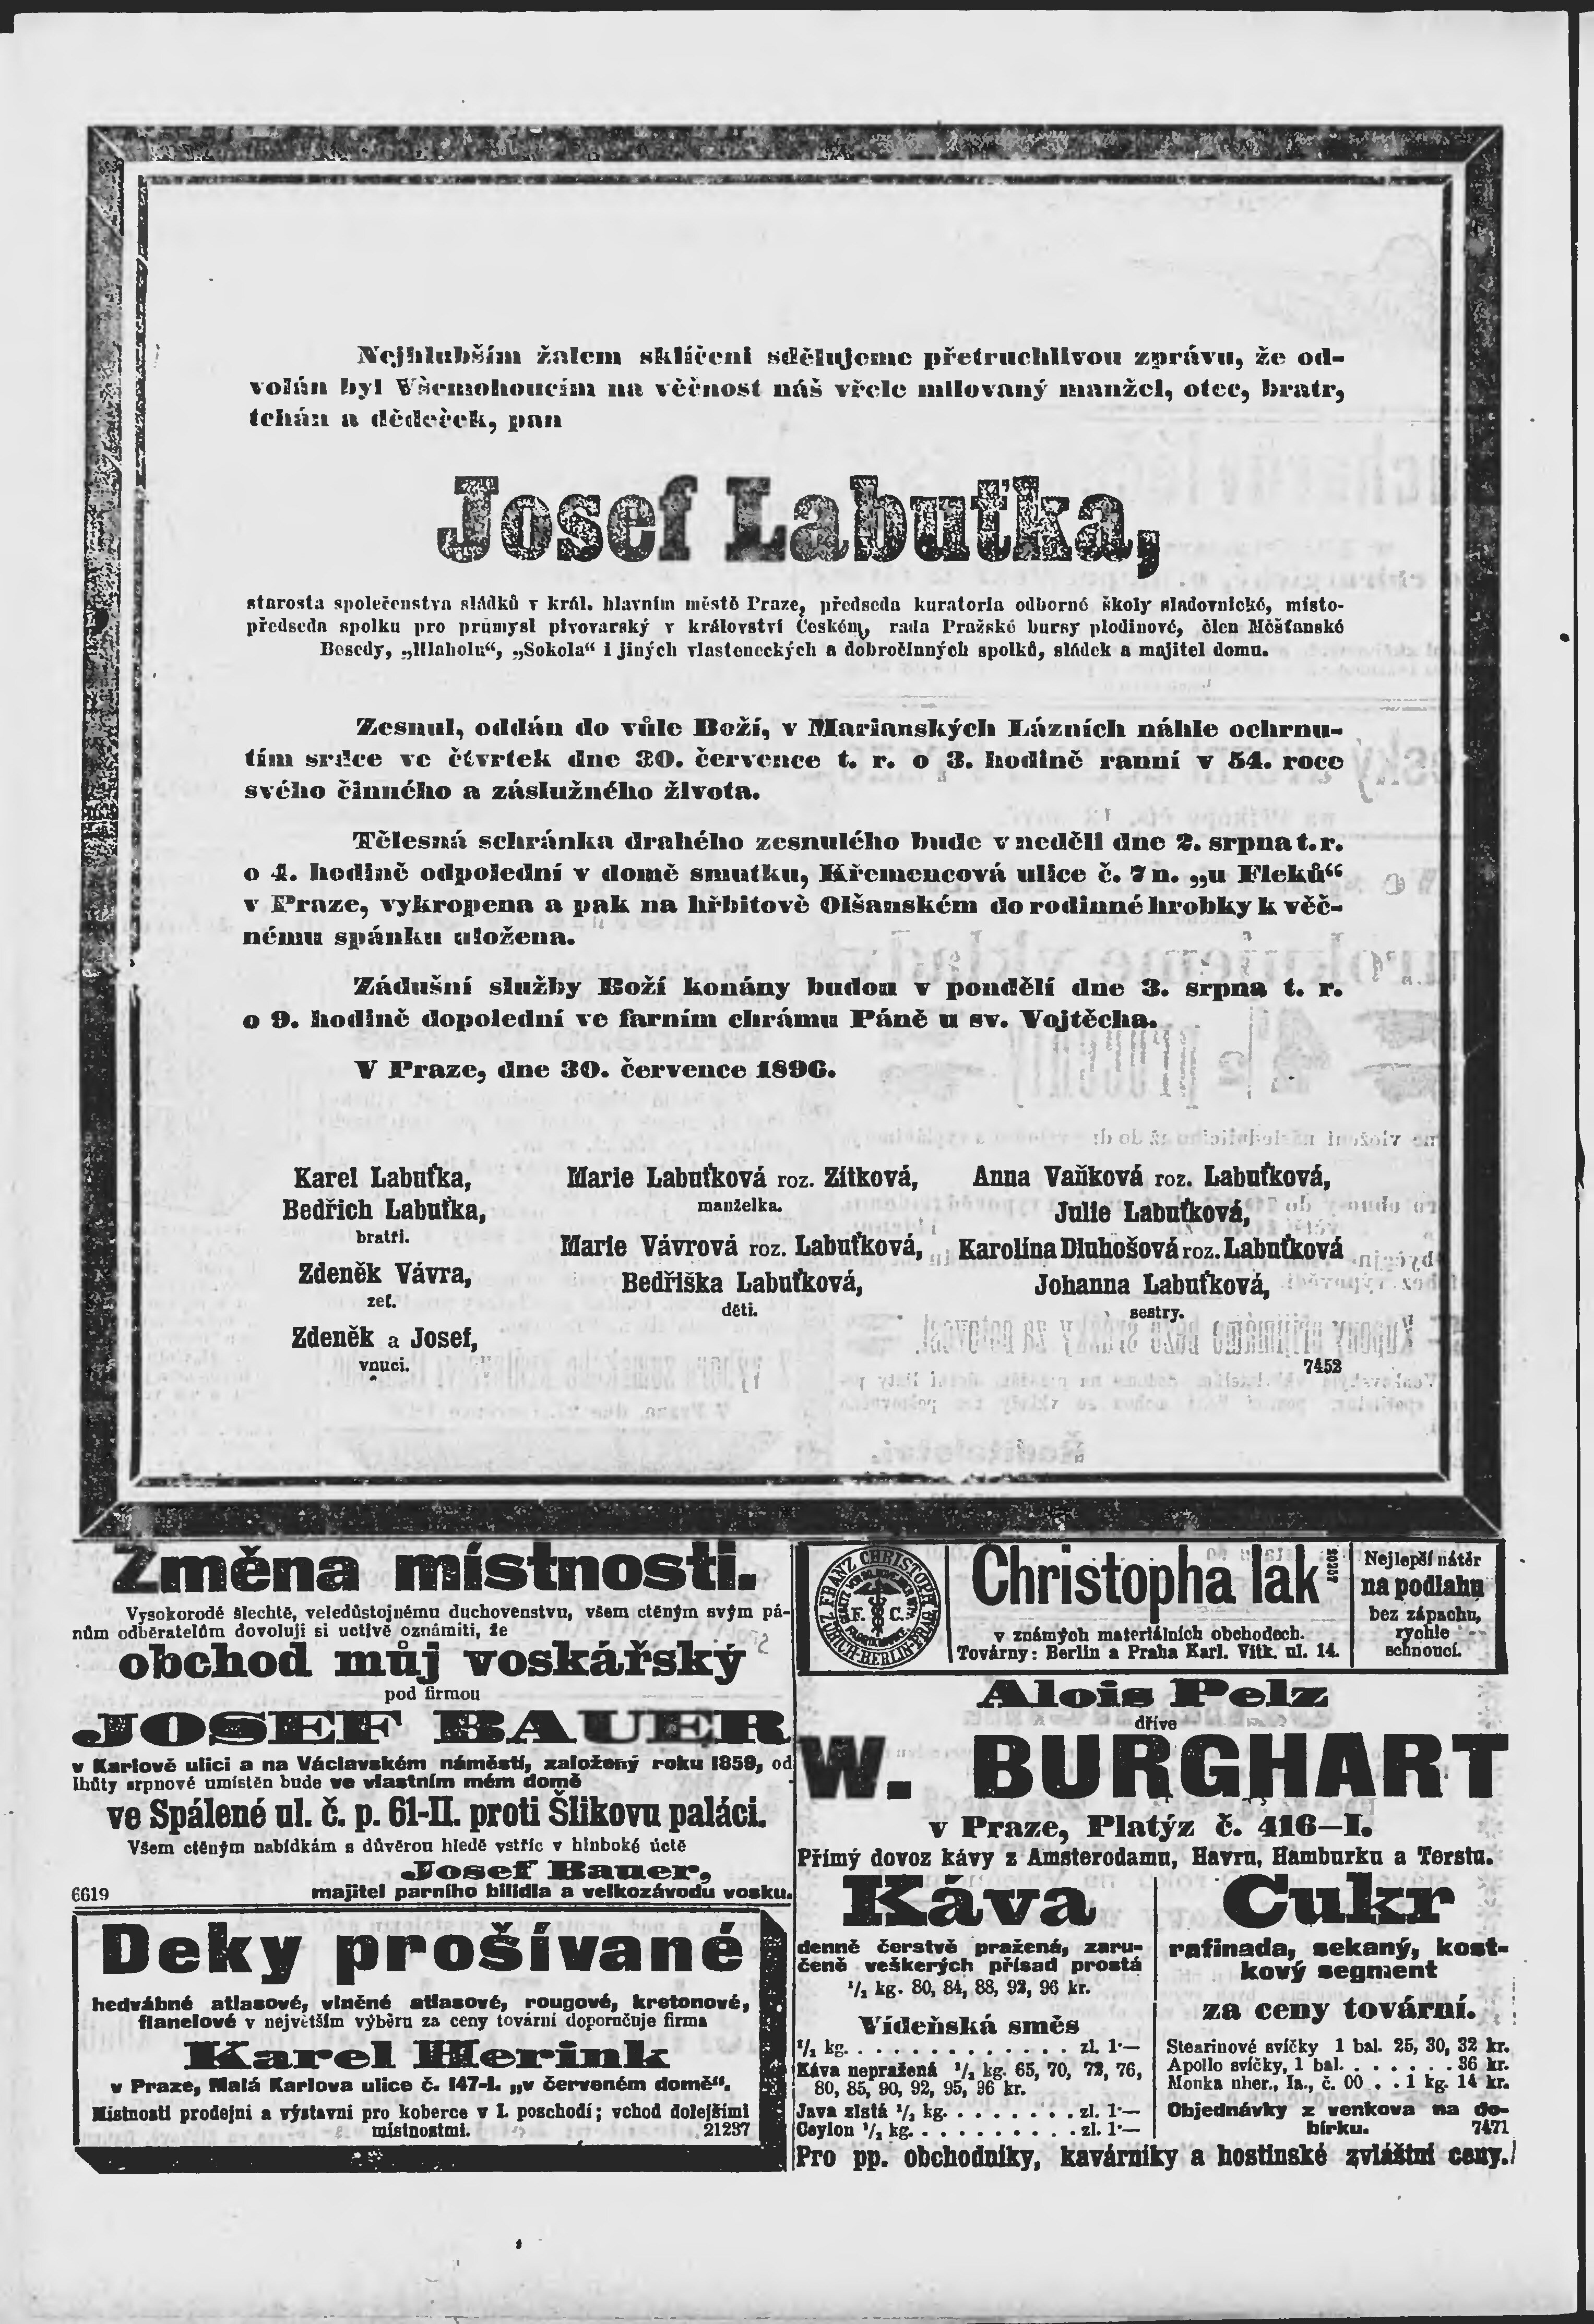 Nejhlubším žalem sklíčeni sdělujeme přetruchlivou zprávu, že od-
volán byl Všemohoucím na věčnost náš vřele milovaný manžel, otec, bratr,
tchán a dědeček, pan
Josef Labuťka,
starosta společenstva sládků v král. hlavním městě Praze, předseda kuratoria odborné školy sladovnické, místo-
předseda spolku pro průmysl pivovarský v království Českém, rada Pražské bursy plodinové, člen Měšťanské
Besedy, „Hlaholu“, „Sokola“ i jiných vlasteneckých a dobročinných spolků, sládek a majitel domu.
Zesnul, oddán do vůle Boží, v Marianských Lázních náhle ochrnu-
tím srdce ve čtvrtek dne 30. července t. r. o 3. hodině ranní v 54. roce
svého činného a záslužného života.
Tělesná schránka drahého zesnulého bude v neděli dne 2. srpna t. r.
o 4. hodině odpolední v domě smutku, Křemencová ulice č. 7 n. „u Fleků“
v Praze, vykropena a pak na hřbitově Olšanském do rodinné hrobky k věč-
nému spánku uložena.
Zádušní služby Boží konány budou v pondělí dne 3. srpna t. r.
o 9. hodině dopolední ve farním chrámu Páně u sv. Vojtěcha.
V Praze, dne 30. července 1896.
Karel Labuťka,
Bedřich Labuťka,
bratři.
Zdeněk Vávra,
zeť.
Zdeněk a Josef,
vnuci.
Marie Labuťková roz. Zítková,
manželka.
Marie Vávrová roz. Labuťková,
Bedřiška Labuťková,
děti.
Anna Vaňková roz. Labuťková,
Julie Labuťková,
Karolina Dluhošová roz. Labuťková
Johanna Labuťková,
sestry.
7452
Změna místnosti.
Vysokorodé šlechtě, veledůstojnému duchovenstvu, všem ctěným svým pá-
nům odběratelům dovoluji si uctivě oznámiti, že
obchod můj voskářský
pod firmou
JOSEF BAUER
v Karlově ulici a na Václavském náměstí, založený roku 1859, od
lhůty srpnové umístěn bude ve vlastním mém domě
ve Spálené ul. č. p. 61-II. proti Šlikovu paláci.
Všem ctěným nabídkám s důvěrou hledě vstříc v hluboké úctě
Josef Bauer,
6619 majitel parního bílidla a velkozávodu vosku.
Deky prošívané
hedvábné atlasové, vlněné atlasové, rougové, kretonové,
flanelové v největším výběru za ceny tovární doporučuje firma
Karel Herink
v Praze, Malá Karlova ulice č. 147-I. „v červeném domě“.
Místnosti prodejní a výstavní pro koberce v I. poschodí; vchod dolejšími
místnostmi. 21237
FRANZ CHRISTOPH
ZÜRICH-BERLIN-PRAG
F. C.
FABRIKMARKE
Christopha lak
20257
v známých materiálních obchodech.
Továrny: Berlin a Praha Karl. Vítk. ul. 14.
Nejlepší nátěr
na podlahu
bez zápachu,
rychle
schnoucí.
Alois Pelz
dříve
W. BURGHART
v Praze, Platýz č. 416—I.
Přímý dovoz kávy z Amsterodamu, Havru, Hamburku a Terstu.
Káva
denně čerstvě pražená, zaru-
čeně veškerých přísad prostá
1/2 kg. 80, 84, 88, 92, 96 kr.
Vídeňská směs
1/2 kg. . . . . . . . . . . . . . zl. 1·—
Káva nepražená 1/2 kg. 65, 70, 72, 76,
80, 85, 90, 92, 95, 96 kr.
Java zlatá 1/2 kg. . . . . . . . . zl. 1·—
Ceylon 1/2 kg. . . . . . . . . . . zl. 1·—
Cukr
rafinada, sekaný, kost-
kový segment
za ceny tovární.
Stearinové svíčky 1 bal. 25, 30, 32 kr.
Apollo svíčky, 1 bal. . . . . . . 36 kr.
Mouka uher., Ia., č. 00 . . 1 kg. 14 kr.
Objednávky z venkova na do-
bírku. 7471
Pro pp. obchodníky, kavárníky a hostinské zvláštní ceny.